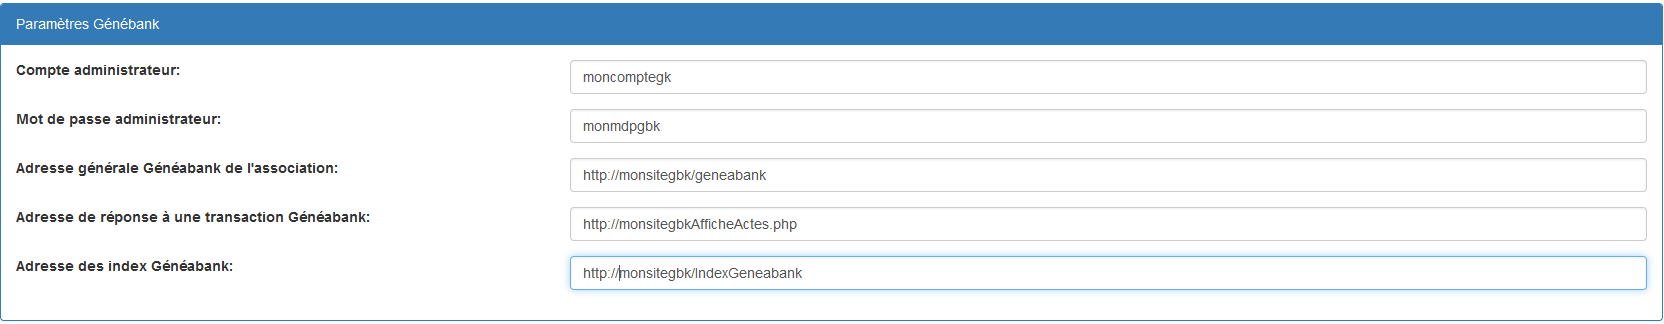 Paramètres Génébank
Compte administrateur: moncomptegk
Mot de passe administrateur: monmdpgbk
Adresse générale Généabank de l'association: http://monsitegbk/geneabank
Adresse de réponse à une transaction Généabank: http://monsitegbkAfficheActes.php
Adresse des index Généabank: http://monsitegbk/IndexGeneabank